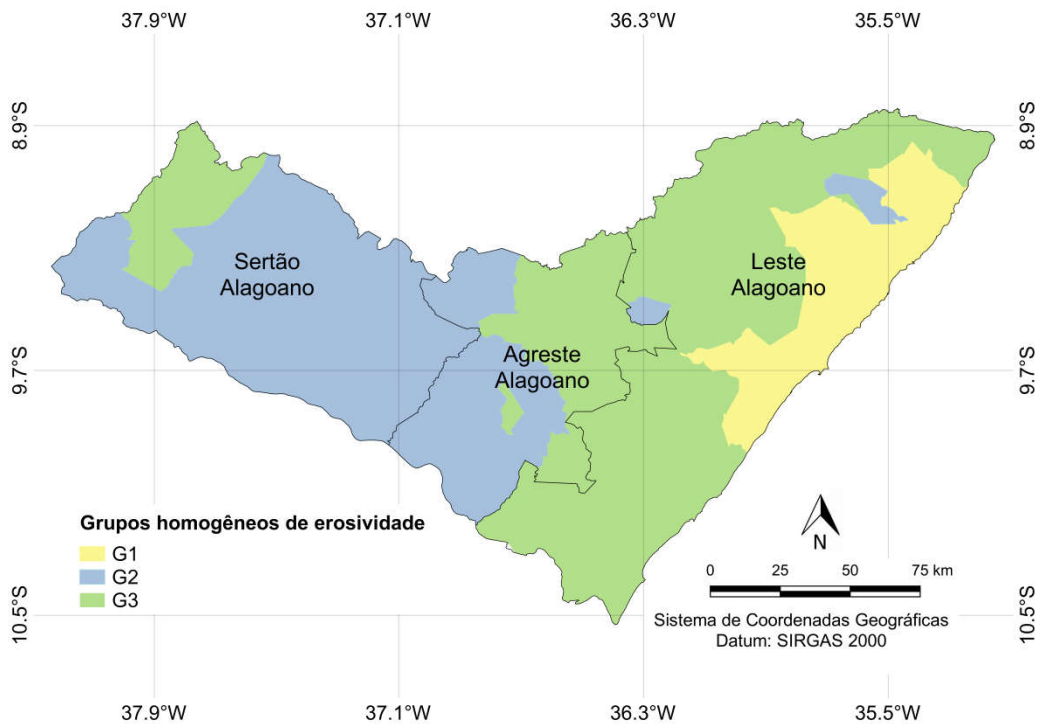 37.9°W
37.1°W
36.3°W
35.5°W
8.9°S
8.9°S
Sertão
Alagoano
Leste
Alagoano
9.7°S
Agreste
Alagoano
9.7°S
Grupos homogêneos de erosividade
G1
G2
G3
N
0 25 50 75 km
Sistema de Coordenadas Geográficas
Datum: SIRGAS 2000
10.5°S
10.5°S
37.9°W
37.1°W
36.3°W
35.5°W